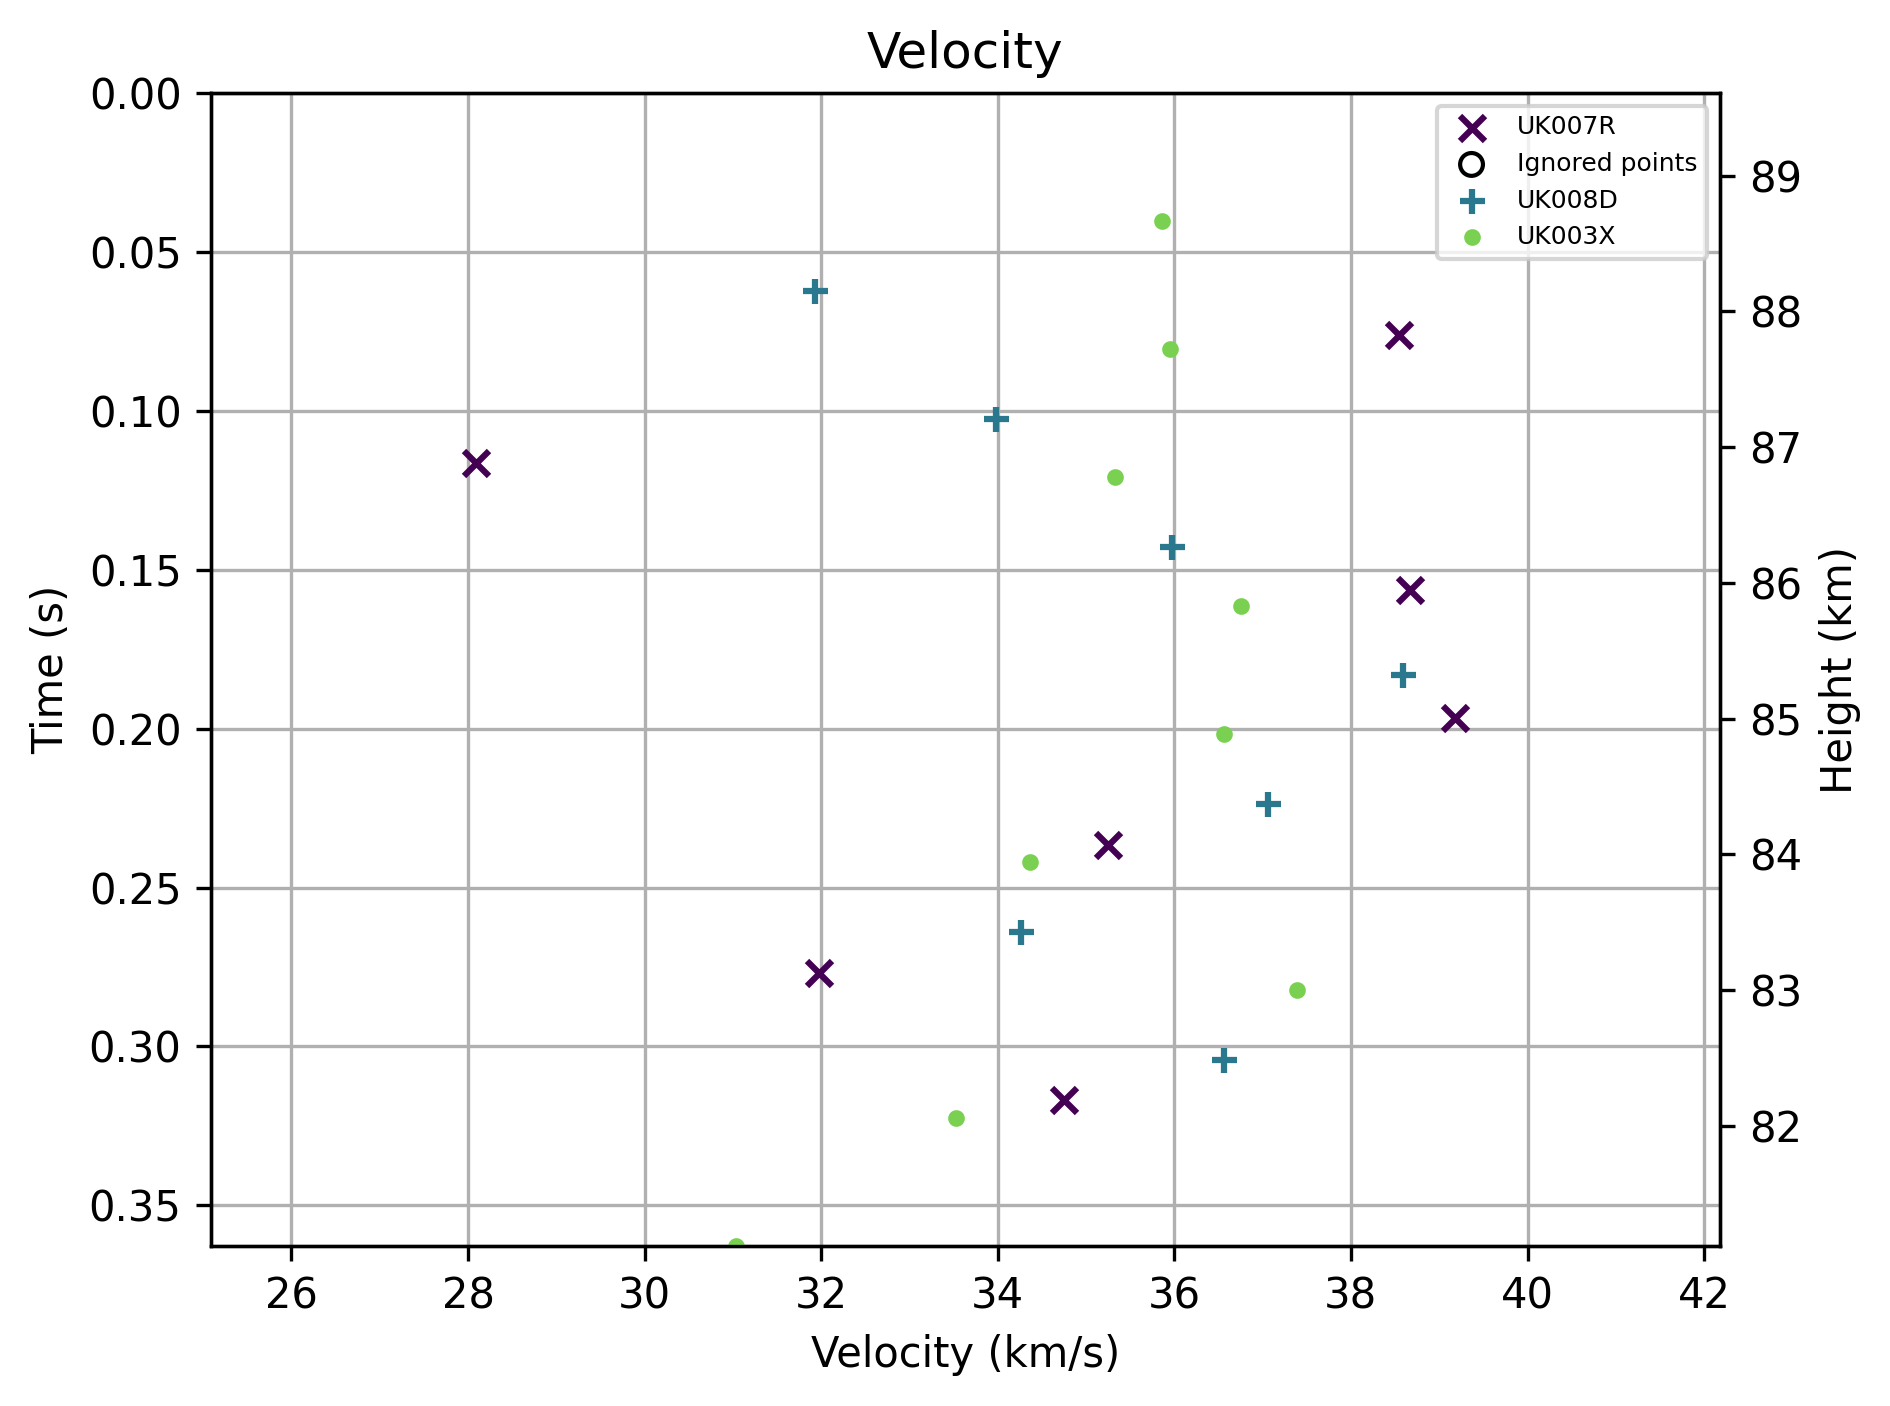 Velocity
0.00
0.05
0.10
0.15
0.20
0.25
0.30
0.35
Time (s)
UK007R
Ignored points
UK008D
UK003X
89
88
87
86
85
84
83
82
Height (km)
26 28 30 32 34 36 38 40 42
Velocity (km/s)